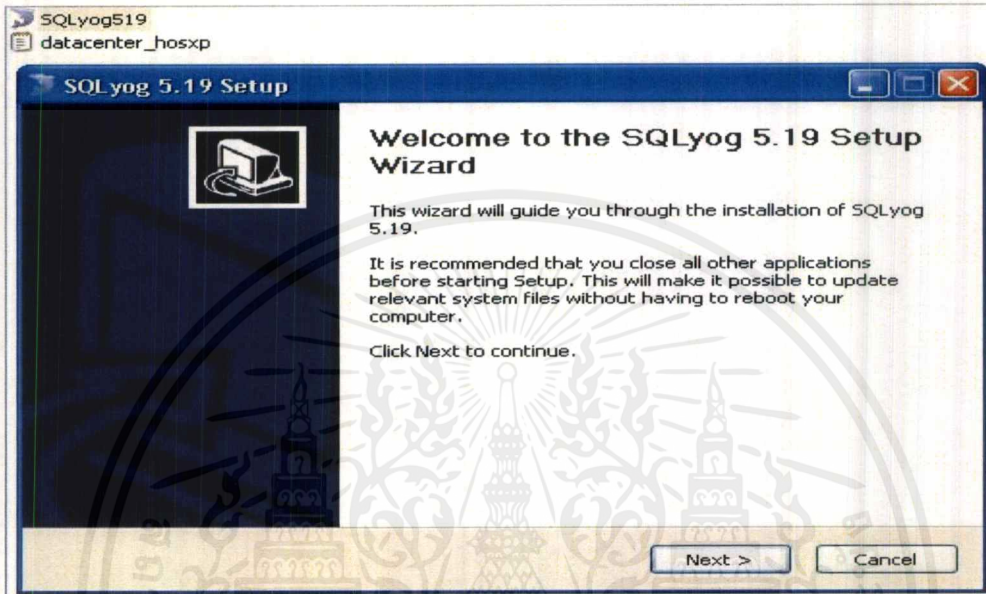 SQLyog519
datacenter_hosxp
SQLyog 5.19 Setup
Welcome to the SQLyog 5.19 Setup
Wizard
This wizard will guide you through the installation of SQLyog
5.19.
It is recommended that you close all other applications
before starting Setup. This will make it possible to update
relevant system files without having to reboot your
computer.
Click Next to continue.
Next >
Cancel